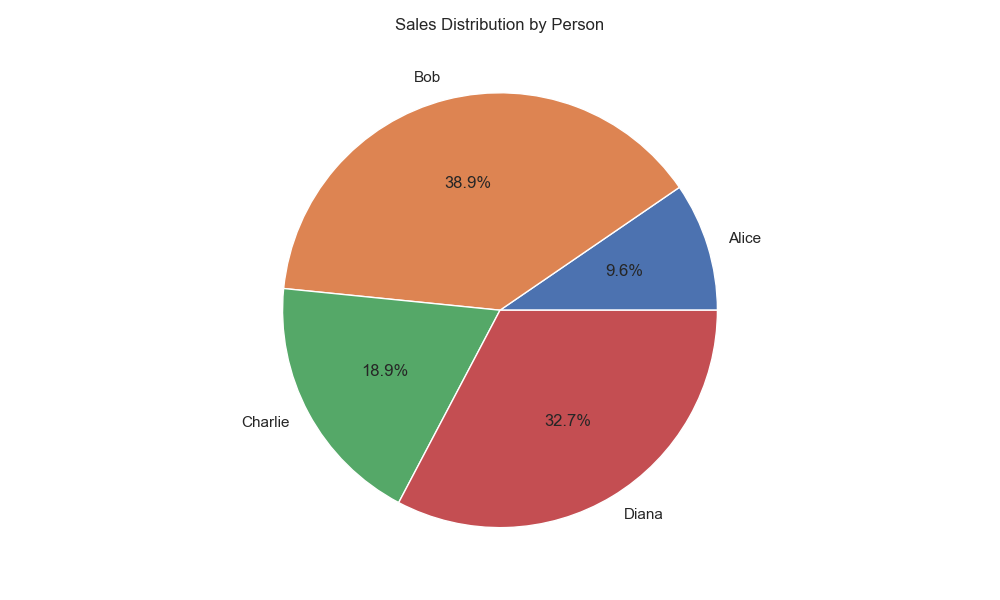 Sales Distribution by Person
Bob
38.9%
Alice
9.6%
18.9%
Charlie
32.7%
Diana